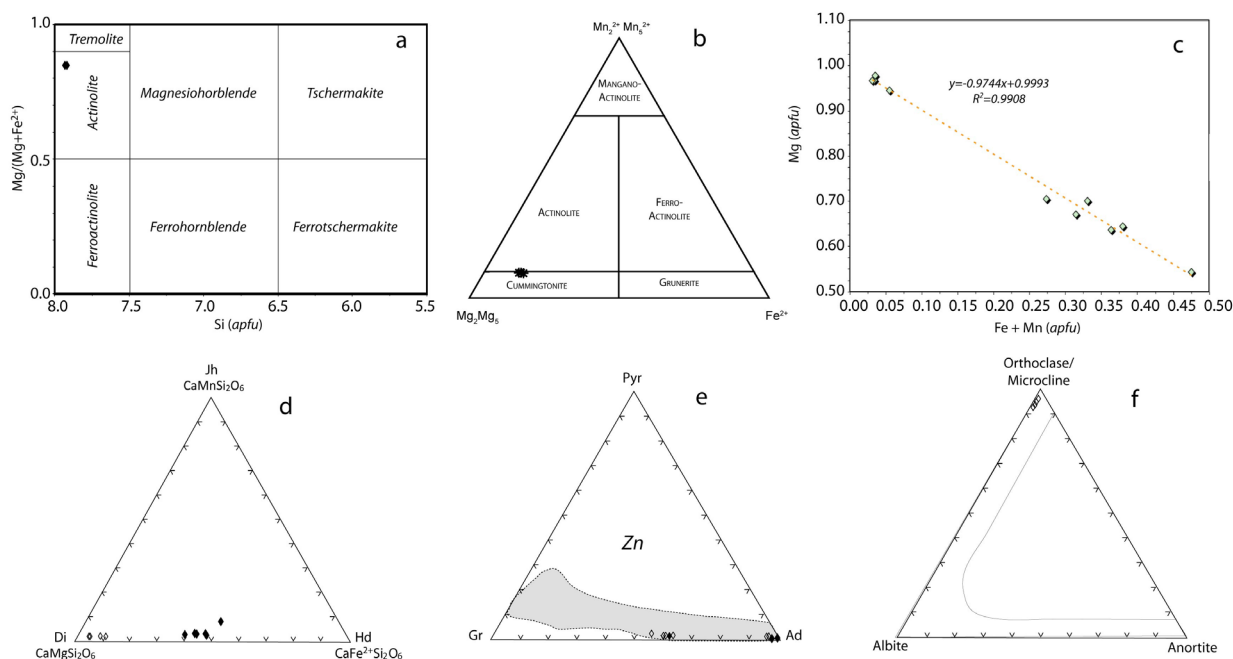 a
1.0
0.5
0.0
Mg/(Mg+Fe²⁺)
Tremolite
Actinolite
Magnesiohorblende
Tschermakite
Ferroactinolite
Ferrohornblende
Ferrotschermakite
8.0 7.5 7.0 6.5 6.0 5.5
Si (apfu)
b
Mn₂²⁺ Mn₅²⁺
MANGANO-
ACTINOLITE
ACTINOLITE
FERRO-
ACTINOLITE
CUMMINGTONITE
GRUNERITE
Mg₂Mg₅
Fe²⁺
c
1.10
1.00
0.90
0.80
0.70
0.60
0.50
Mg (apfu)
y=-0.9744x+0.9993
R²=0.9908
0.00 0.05 0.10 0.15 0.20 0.25 0.30 0.35 0.40 0.45 0.50
Fe + Mn (apfu)
d
Jh
CaMnSi₂O₆
Di
CaMgSi₂O₆
Hd
CaFe²⁺Si₂O₆
e
Pyr
Zn
Gr
Ad
f
Orthoclase/
Microcline
Albite
Anortite